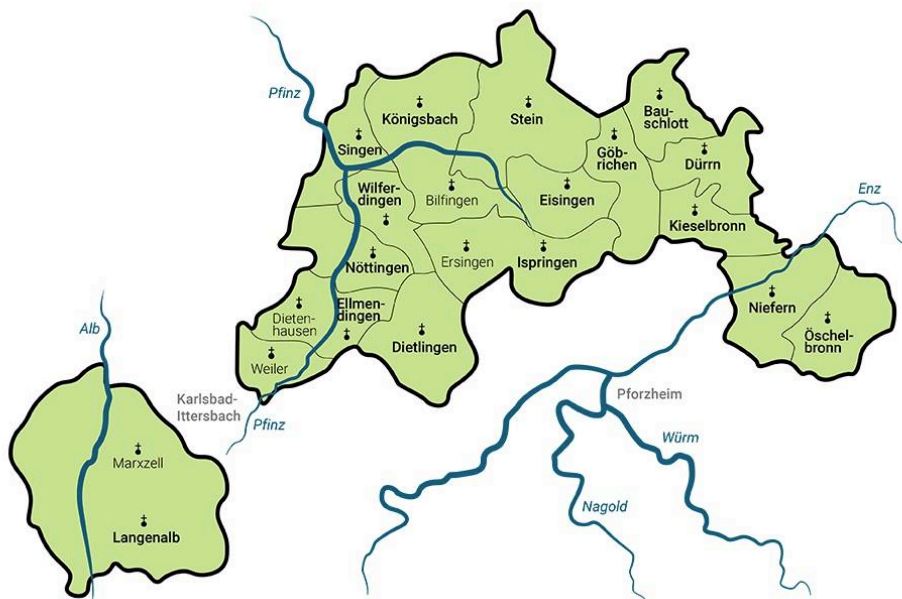 Pfinz
Königsbach
Stein
Bau-
schlott
Singen
Göb-
richen
Dürrn
Wilfer-
dingen
Bilfingen
Eisingen
Enz
Kieselbronn
Nöttingen
Ersingen
Ispringen
Niefern
Öschel-
bronn
Dieten-
hausen
Ellmen-
dingen
Dietlingen
Alb
Weiler
Karlsbad-
Ittersbach
Pfinz
Pforzheim
Würm
Marxzell
Nagold
Langenalb